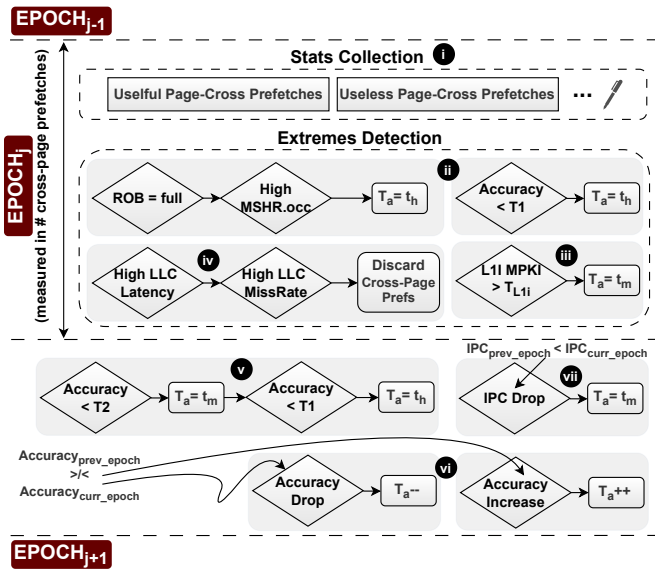 EPOCHj-1
Stats Collection i
Uselful Page-Cross Prefetches
Useless Page-Cross Prefetches
...
EPOCHj
(measured in # cross-page prefetches)
Extremes Detection
ROB = full
High
MSHR.occ
Ta= th
ii
Accuracy
< T1
Ta= th
High LLC
Latency
iv
High LLC
MissRate
Discard
Cross-Page
Prefs
L1I MPKI
> TL1i
iii
Ta= tm
IPCprev_epoch < IPCcurr_epoch
Accuracy
< T2
Ta= tm
v
Accuracy
< T1
Ta= th
IPC Drop
vii
Ta= tm
Accuracyprev_epoch
>/<
Accuracycurr_epoch
Accuracy
Drop
Ta--
vi
Accuracy
Increase
Ta++
EPOCHj+1